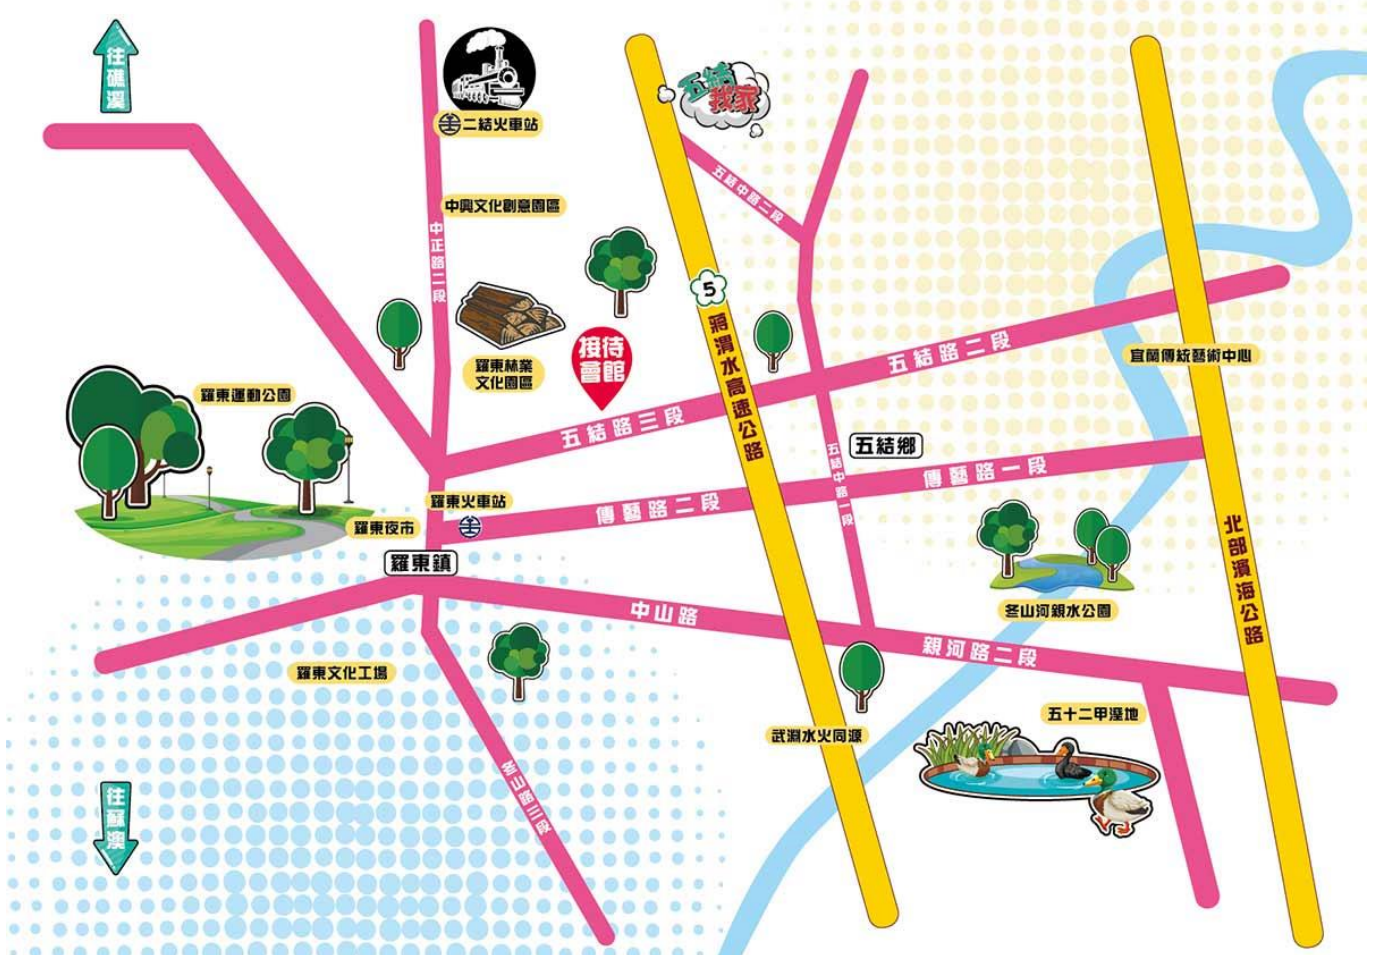 往礁溪
二結火車站
五結
我家
中興文化創意園區
五結中路二段
中正路二段
5
蔣渭水高速公路
接待
薈館
羅東林業
文化園區
五結路二段
宜蘭傳統藝術中心
羅東運動公園
五結路三段
五結鄉
五結中路一段
傳藝路一段
羅東火車站
傳藝路二段
羅東夜市
羅東鎮
北部濱海公路
中山路
冬山河親水公園
親河路二段
羅東文化工場
五十二甲溼地
武淵水火同源
冬山路三段
往蘇澳